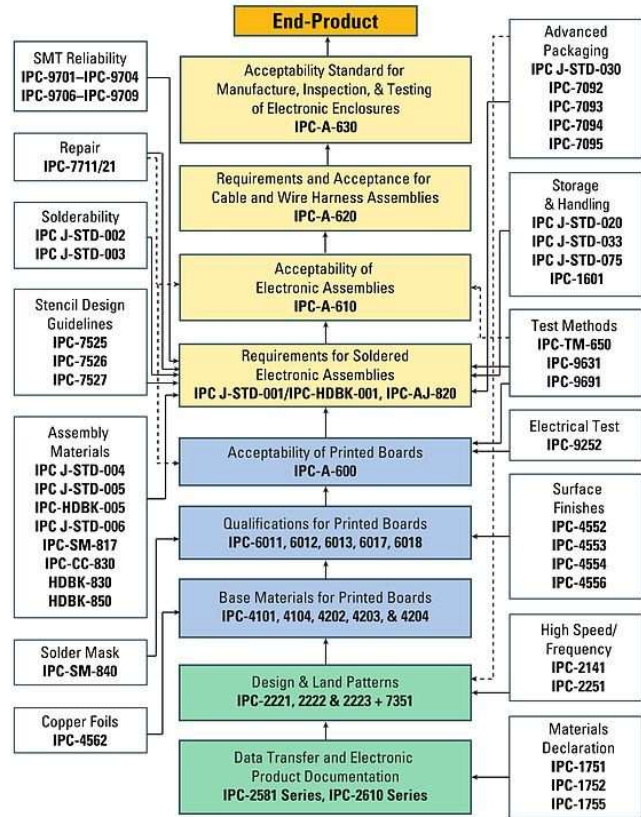 End-Product
SMT Reliability
IPC-9701–IPC-9704
IPC-9706–IPC-9709
Repair
IPC-7711/21
Solderability
IPC J-STD-002
IPC J-STD-003
Stencil Design
Guidelines
IPC-7525
IPC-7526
IPC-7527
Assembly
Materials
IPC J-STD-004
IPC J-STD-005
IPC-HDBK-005
IPC J-STD-006
IPC-SM-817
IPC-CC-830
HDBK-830
HDBK-850
Solder Mask
IPC-SM-840
Copper Foils
IPC-4562
Acceptability Standard for
Manufacture, Inspection, & Testing
of Electronic Enclosures
IPC-A-630
Requirements and Acceptance for
Cable and Wire Harness Assemblies
IPC-A-620
Acceptability of
Electronic Assemblies
IPC-A-610
Requirements for Soldered
Electronic Assemblies
IPC J-STD-001/IPC-HDBK-001, IPC-AJ-820
Acceptability of Printed Boards
IPC-A-600
Qualifications for Printed Boards
IPC-6011, 6012, 6013, 6017, 6018
Base Materials for Printed Boards
IPC-4101, 4104, 4202, 4203, & 4204
Design & Land Patterns
IPC-2221, 2222 & 2223 + 7351
Data Transfer and Electronic
Product Documentation
IPC-2581 Series, IPC-2610 Series
Advanced
Packaging
IPC J-STD-030
IPC-7092
IPC-7093
IPC-7094
IPC-7095
Storage
& Handling
IPC J-STD-020
IPC J-STD-033
IPC J-STD-075
IPC-1601
Test Methods
IPC-TM-650
IPC-9631
IPC-9691
Electrical Test
IPC-9252
Surface
Finishes
IPC-4552
IPC-4553
IPC-4554
IPC-4556
High Speed/
Frequency
IPC-2141
IPC-2251
Materials
Declaration
IPC-1751
IPC-1752
IPC-1755